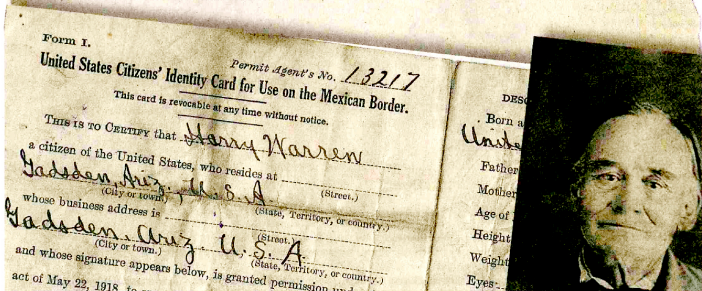 Form I.
Permit Agent's No. 13217
United States Citizens' Identity Card for Use on the Mexican Border.
This card is revocable at any time without notice.
This is to Certify that Harry Warren
a citizen of the United States, who resides at
(Street.)
Gadsden, Ariz., U.S.A.
(City or town.) (State, Territory, or country.)
whose business address is
(Street.)
Gadsden, Ariz. U.S.A
(City or town.) (State, Territory, or country.)
and whose signature appears below, is granted permission
act of May 22, 1918,
DESC
Born a
Unite
Father
Mother
Age of
Height
Weight
Eyes